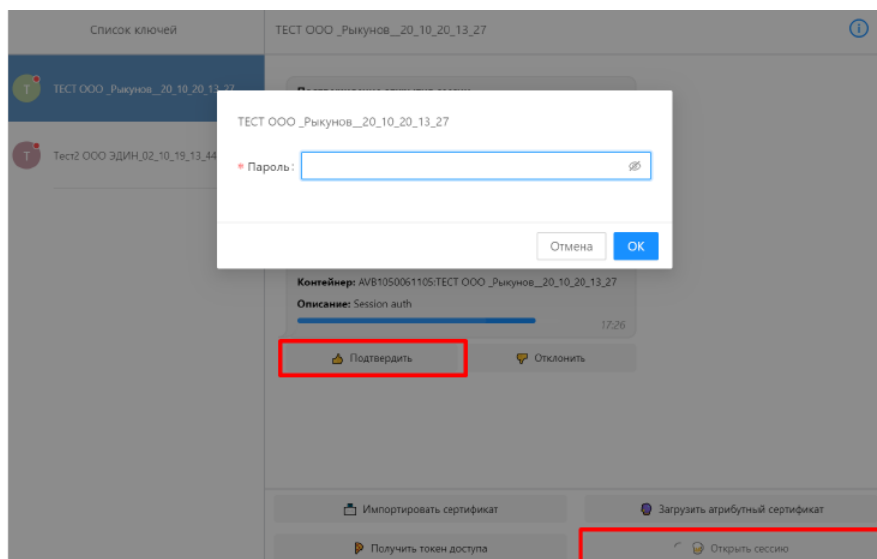 Список ключей
ТЕСТ ООО _Рыкунов__20_10_20_13_27
ТЕСТ ООО _Рыкунов__20_10_20_13_27
Т
Тест2 ООО ЭДИН_02_10_19_13_44
Т
ТЕСТ ООО _Рыкунов__20_10_20_13_27
* Пароль:
Отмена
ОК
Контейнер: AVB1050061105:ТЕСТ ООО _Рыкунов__20_10_20_13_27
Описание: Session auth
17:26
Подтвердить
Отклонить
Импортировать сертификат
Загрузить атрибутный сертификат
Получить токен доступа
Открыть сессию